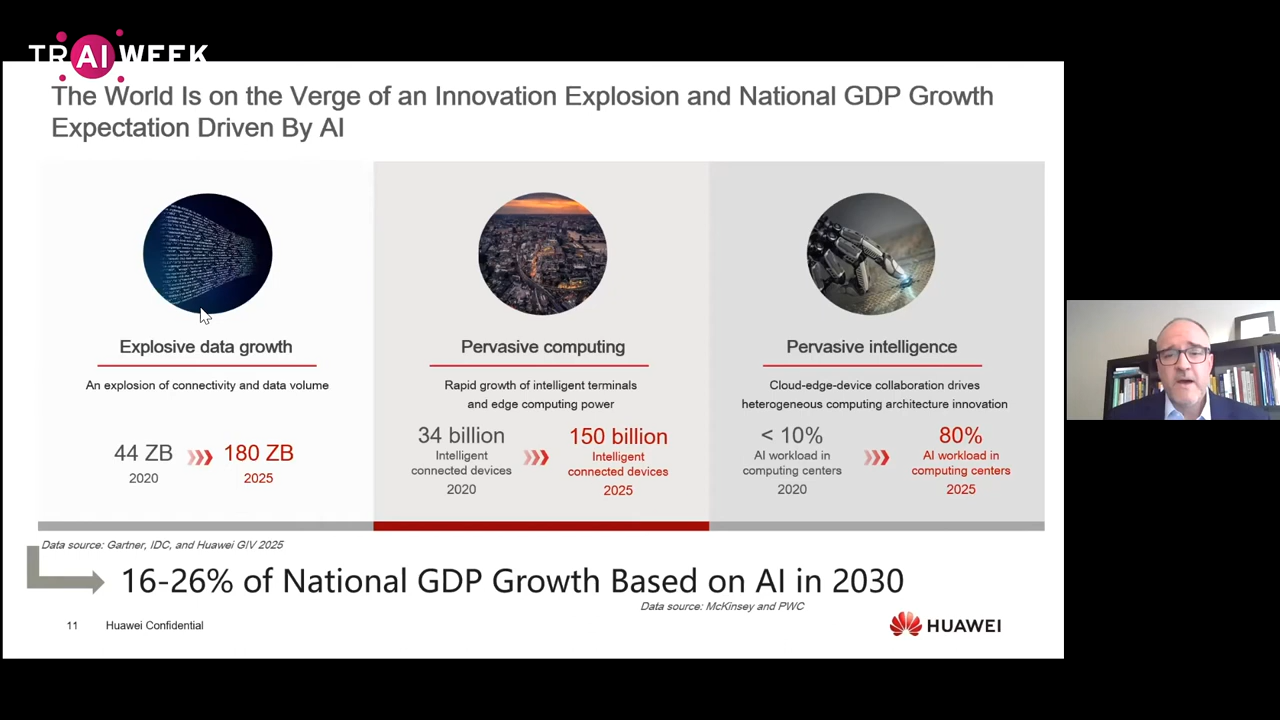 TRAI WEEK
The World Is on the Verge of an Innovation Explosion and National GDP Growth
Expectation Driven By AI
Explosive data growth
An explosion of connectivity and data volume
44 ZB
2020
180 ZB
2025
Pervasive computing
Rapid growth of intelligent terminals
and edge computing power
34 billion
Intelligent
connected devices
2020
150 billion
Intelligent
connected devices
2025
Pervasive intelligence
Cloud-edge-device collaboration drives
heterogeneous computing architecture innovation
< 10%
AI workload in
computing centers
2020
80%
AI workload in
computing centers
2025
Data source: Gartner, IDC, and Huawei GIV 2025
16-26% of National GDP Growth Based on AI in 2030
Data source: McKinsey and PWC
11 Huawei Confidential
HUAWEI